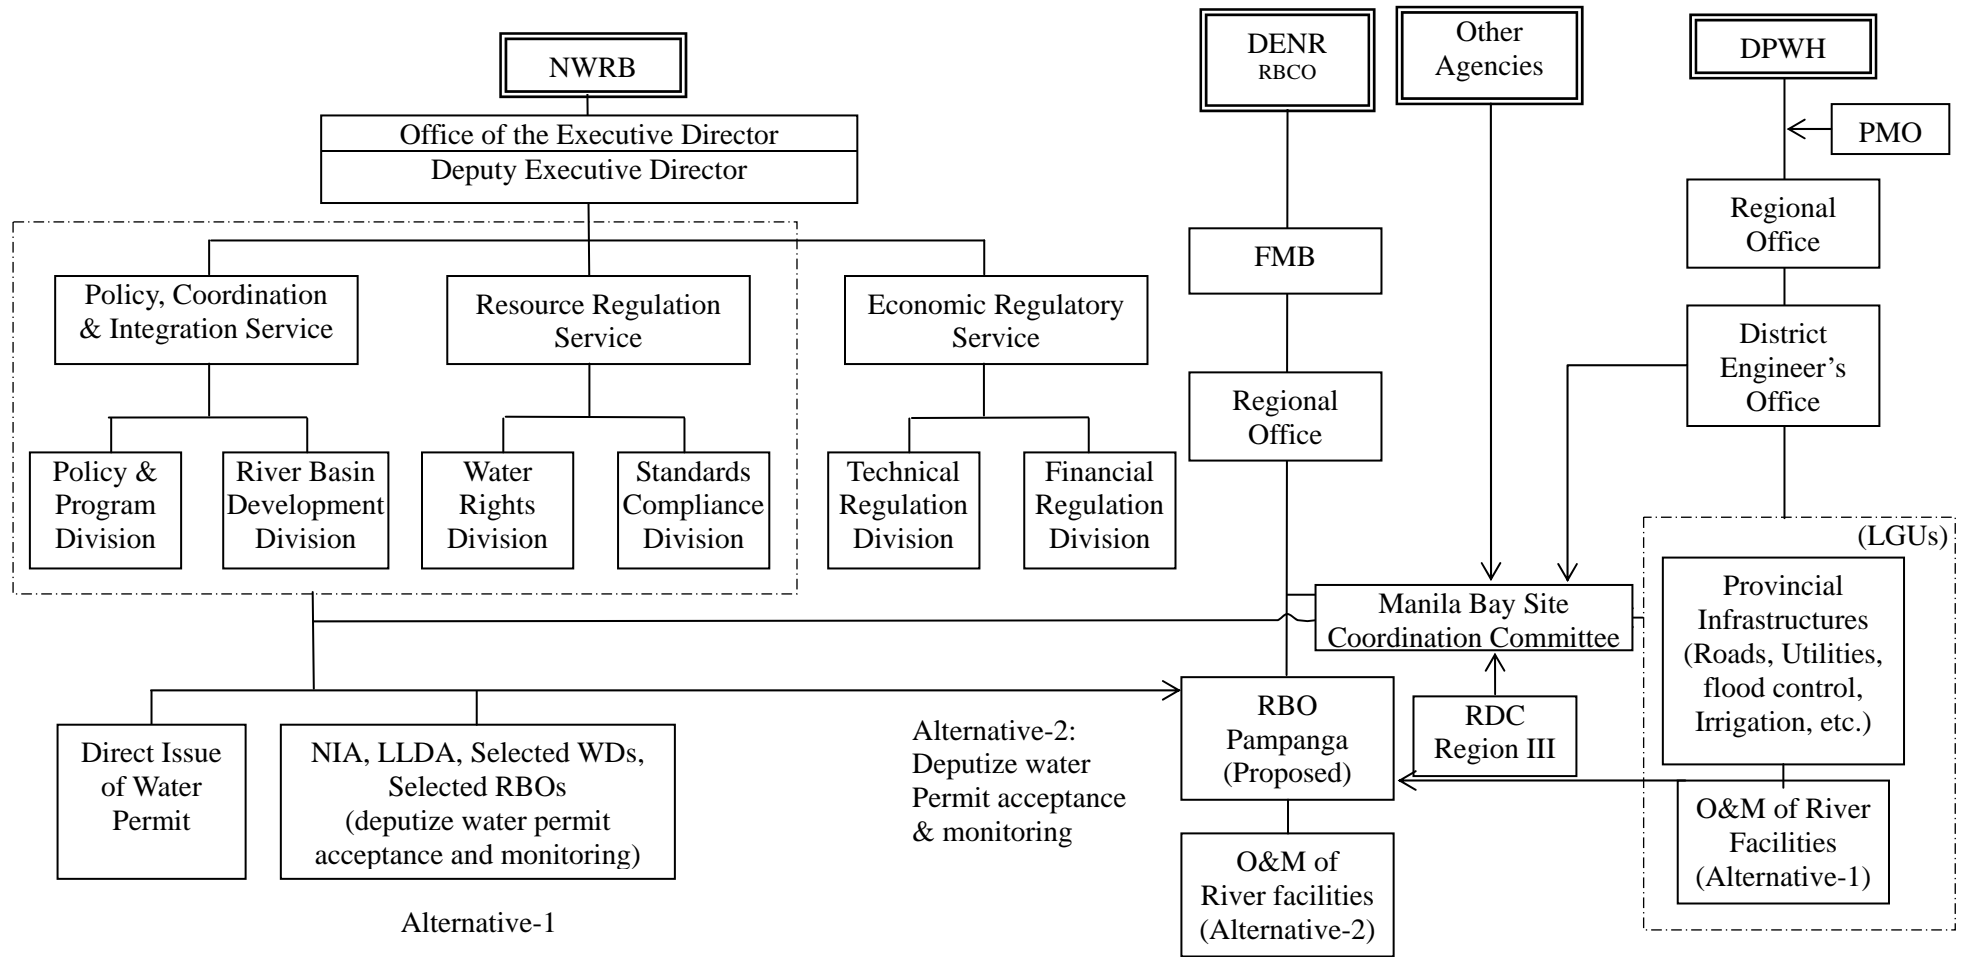 NWRB
Office of the Executive Director
Deputy Executive Director
Policy, Coordination
& Integration Service
Resource Regulation
Service
Economic Regulatory
Service
Policy &
Program
Division
River Basin
Development
Division
Water
Rights
Division
Standards
Compliance
Division
Technical
Regulation
Division
Financial
Regulation
Division
Direct Issue
of Water
Permit
NIA, LLDA, Selected WDs,
Selected RBOs
(deputize water permit
acceptance and monitoring)
Alternative-1
Alternative-2:
Deputize water
Permit acceptance
& monitoring
DENR
RBCO
FMB
Regional
Office
RBO
Pampanga
(Proposed)
O&M of
River facilities
(Alternative-2)
Other
Agencies
Manila Bay Site
Coordination Committee
RDC
Region III
DPWH
PMO
Regional
Office
District
Engineer’s
Office
(LGUs)
Provincial
Infrastructures
(Roads, Utilities,
flood control,
Irrigation, etc.)
O&M of River
Facilities
(Alternative-1)